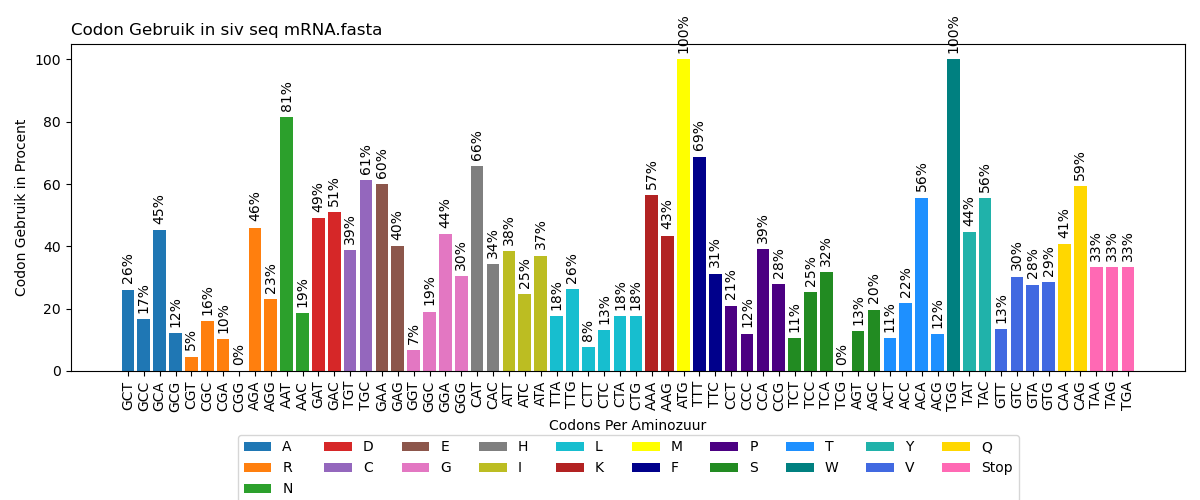 Codon Gebruik in siv seq mRNA.fasta
Codon Gebruik in Procent
100
80
60
40
20
0
26% 17% 45% 12% 5% 16% 10% 0% 46% 23% 81% 19% 49% 51% 39% 61% 60% 40% 7% 19% 44% 30% 66% 34% 38% 25% 37% 18% 26% 8% 13% 18% 18% 57% 43% 100% 69% 31% 21% 12% 39% 28% 11% 25% 32% 0% 13% 20% 11% 22% 56% 12% 100% 44% 56% 13% 30% 28% 29% 41% 59% 33% 33% 33%
GCT GCC GCA GCG CGT CGC CGA CGG AGA AGG AAT AAC GAT GAC TGT TGC GAA GAG GGT GGC GGA GGG CAT CAC ATT ATC ATA TTA TTG CTT CTC CTA CTG AAA AAG ATG TTT TTC CCT CCC CCA CCG TCT TCC TCA TCG AGT AGC ACT ACC ACA ACG TGG TAT TAC GTT GTC GTA GTG CAA CAG TAA TAG TGA
Codons Per Aminozuur
A D E H L M P T Y Q
R C G I K F S W V Stop
N